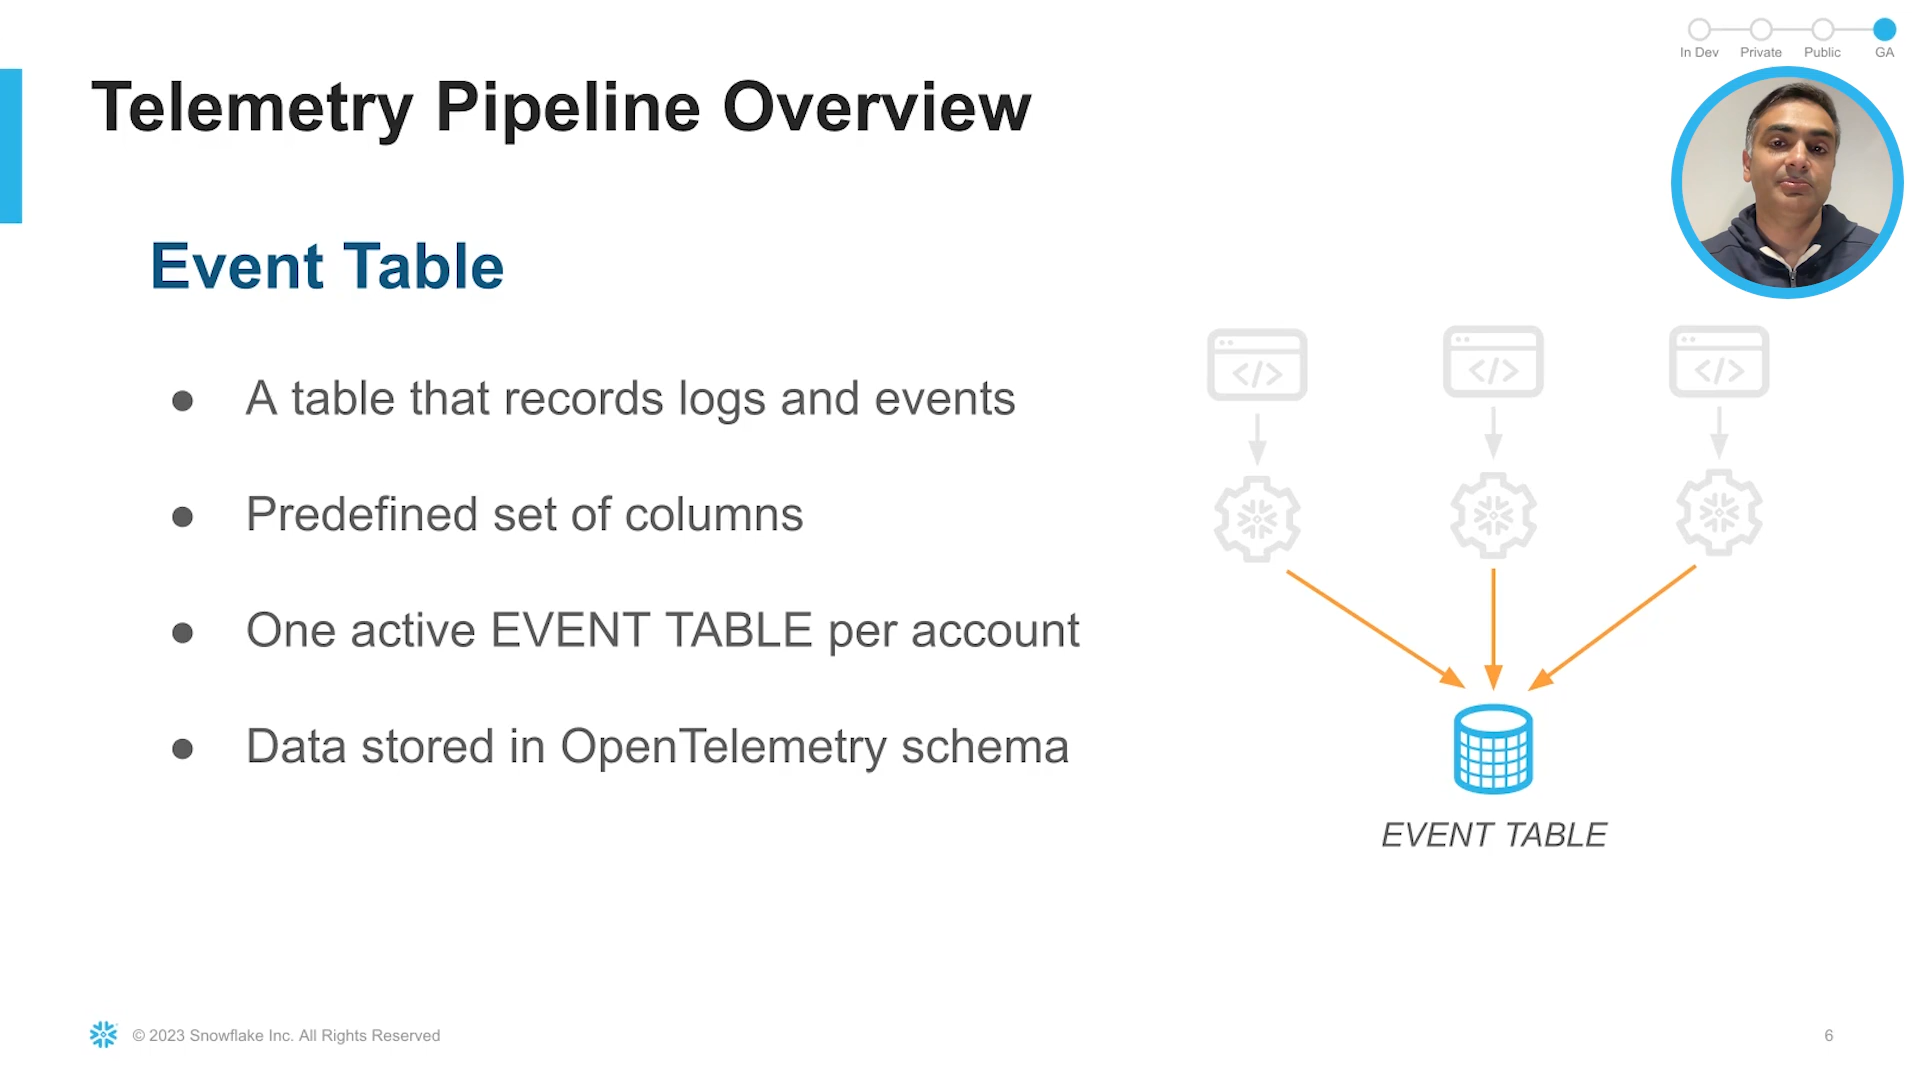 In Dev Private Public GA
Telemetry Pipeline Overview
Event Table
● A table that records logs and events
● Predefined set of columns
● One active EVENT TABLE per account
● Data stored in OpenTelemetry schema
</>
</>
</>
EVENT TABLE
© 2023 Snowflake Inc. All Rights Reserved
6